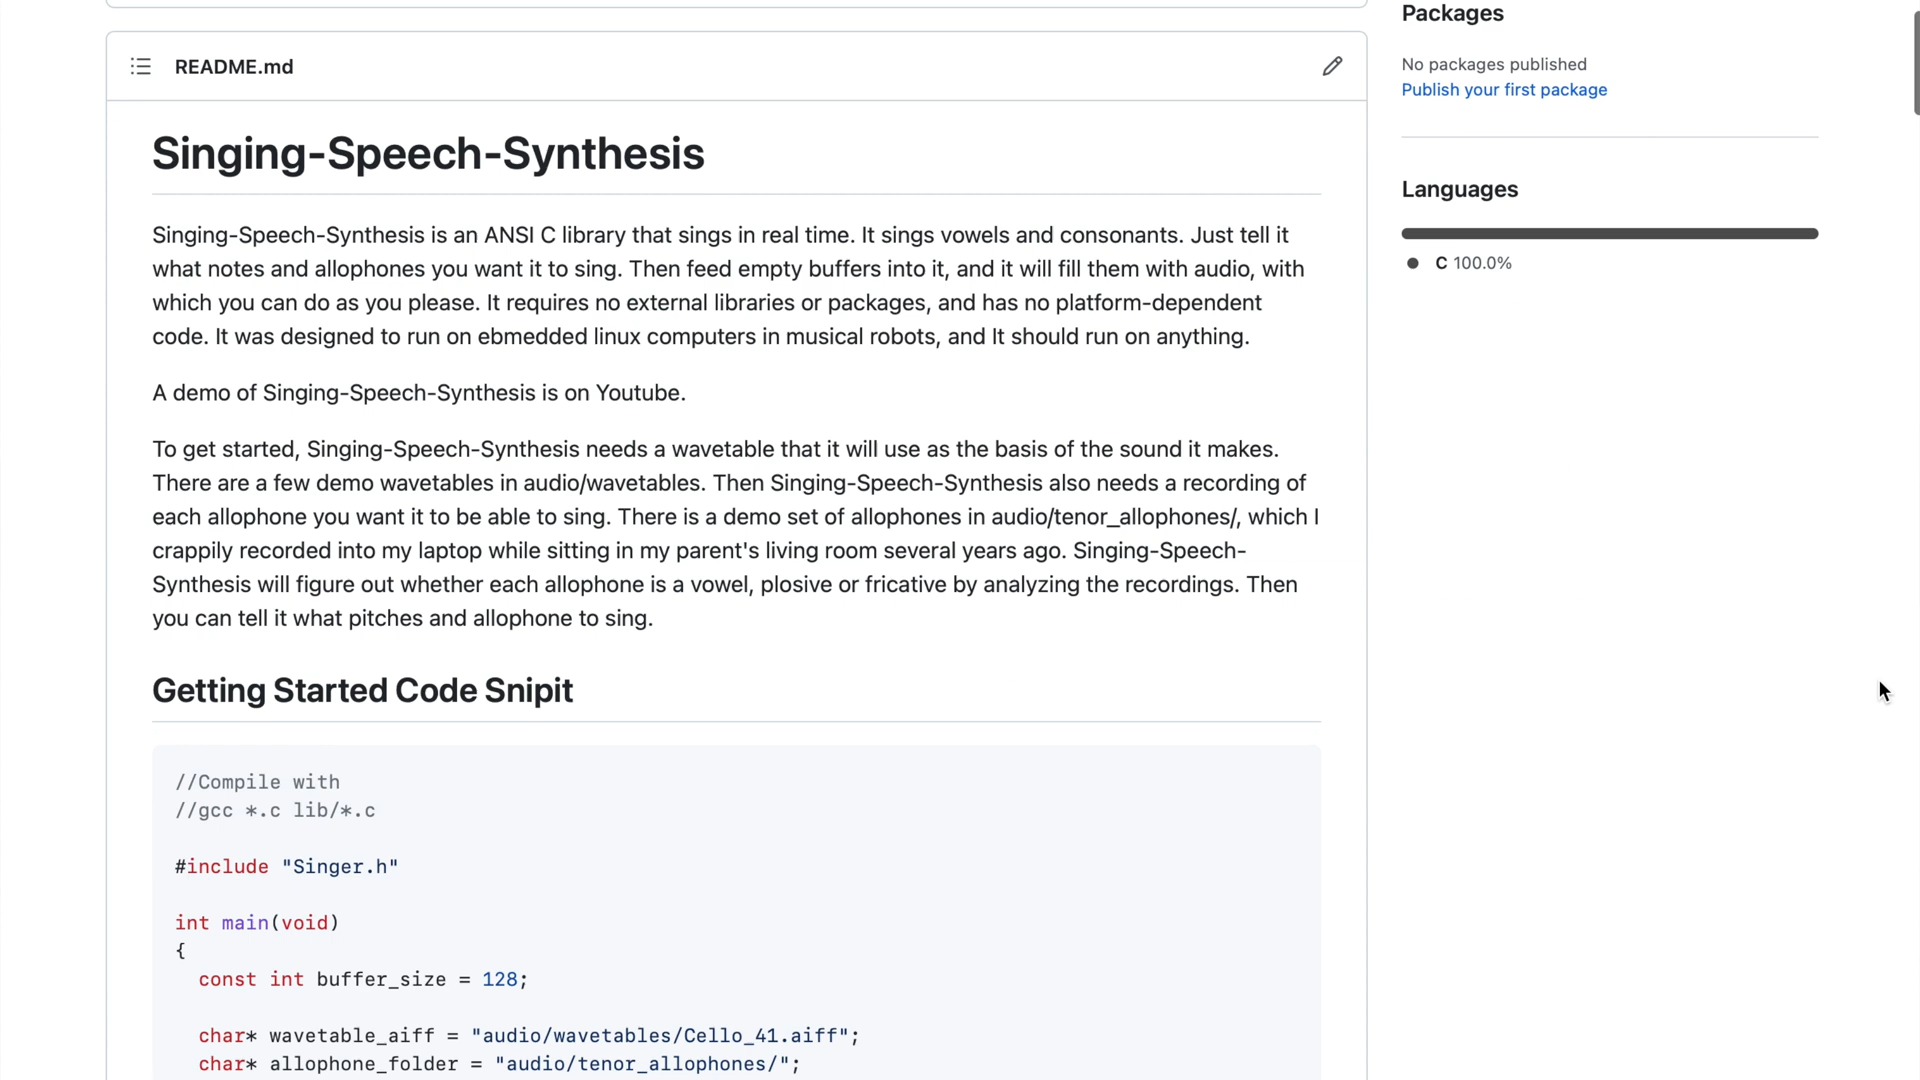 README.md
Singing-Speech-Synthesis
Singing-Speech-Synthesis is an ANSI C library that sings in real time. It sings vowels and consonants. Just tell it
what notes and allophones you want it to sing. Then feed empty buffers into it, and it will fill them with audio, with
which you can do as you please. It requires no external libraries or packages, and has no platform-dependent
code. It was designed to run on ebmedded linux computers in musical robots, and It should run on anything.
A demo of Singing-Speech-Synthesis is on Youtube.
To get started, Singing-Speech-Synthesis needs a wavetable that it will use as the basis of the sound it makes.
There are a few demo wavetables in audio/wavetables. Then Singing-Speech-Synthesis also needs a recording of
each allophone you want it to be able to sing. There is a demo set of allophones in audio/tenor_allophones/, which I
crappily recorded into my laptop while sitting in my parent's living room several years ago. Singing-Speech-
Synthesis will figure out whether each allophone is a vowel, plosive or fricative by analyzing the recordings. Then
you can tell it what pitches and allophone to sing.
Getting Started Code Snipit
//Compile with
//gcc *.c lib/*.c
#include "Singer.h"
int main(void)
{
const int buffer_size = 128;
char* wavetable_aiff = "audio/wavetables/Cello_41.aiff";
char* allophone_folder = "audio/tenor_allophones/";
Packages
No packages published
Publish your first package
Languages
C 100.0%